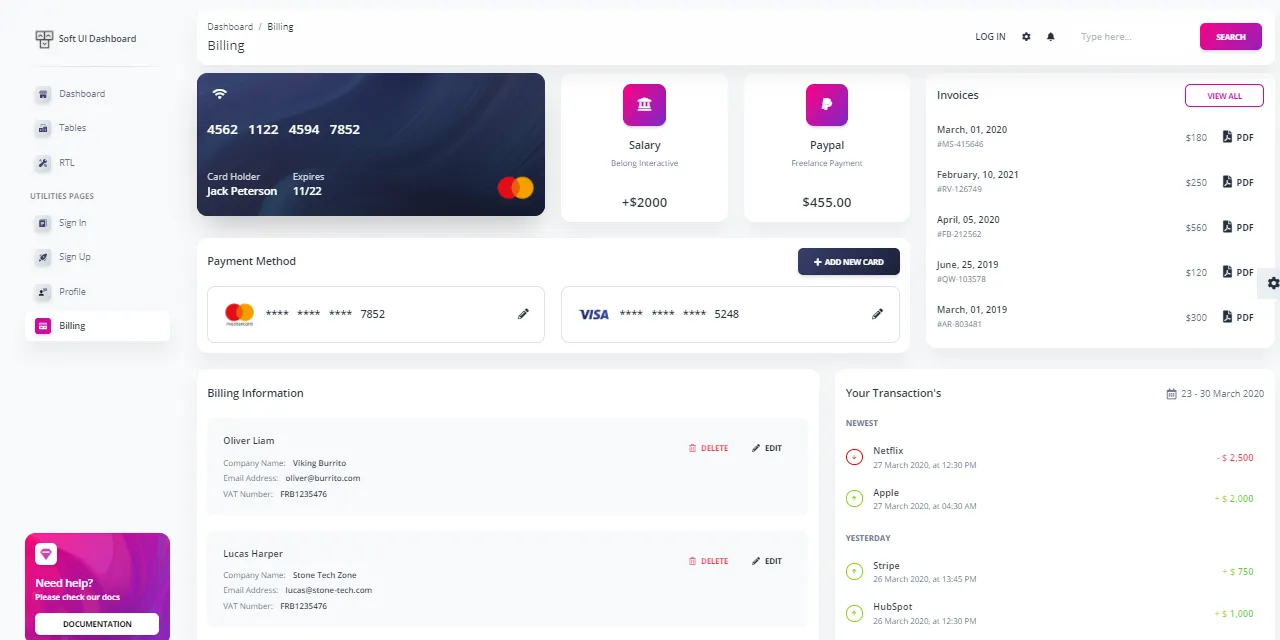 Soft UI Dashboard
Dashboard
Tables
RTL
UTILITIES PAGES
Sign In
Sign Up
Profile
Billing
Need help?
Please check our docs
DOCUMENTATION
Dashboard / Billing
Billing
LOG IN
Type here...
SEARCH
4562 1122 4594 7852
Card Holder Expires
Jack Peterson 11/22
Salary
Belong Interactive
+$2000
Paypal
Freelance Payment
$455.00
Invoices
VIEW ALL
March, 01, 2020
#MS-415646
$180 PDF
February, 10, 2021
#RV-126749
$250 PDF
April, 05, 2020
#FB-212562
$560 PDF
June, 25, 2019
#QW-103578
$120 PDF
March, 01, 2019
#AR-803481
$300 PDF
Payment Method
ADD NEW CARD
mastercard
**** **** **** 7852
VISA **** **** **** 5248
Billing Information
Oliver Liam
DELETE EDIT
Company Name: Viking Burrito
Email Address: oliver@burrito.com
VAT Number: FRB1235476
Lucas Harper
DELETE EDIT
Company Name: Stone Tech Zone
Email Address: lucas@stone-tech.com
VAT Number: FRB1235476
Your Transaction's
23 - 30 March 2020
NEWEST
Netflix
27 March 2020, at 12:30 PM
- $ 2,500
Apple
27 March 2020, at 04:30 AM
+ $ 2,000
YESTERDAY
Stripe
26 March 2020, at 13:45 PM
+ $ 750
HubSpot
26 March 2020, at 12:30 PM
+ $ 1,000